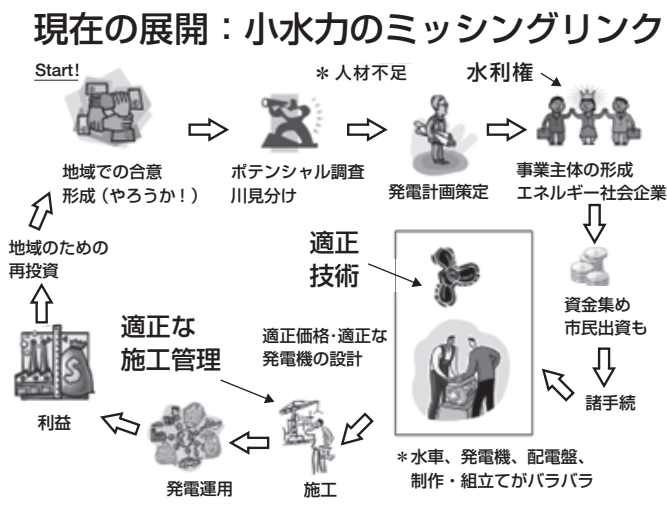 現在の展開：小水力のミッシングリンク
Start!
＊人材不足
水利権
地域での合意
形成（やろうか！）
ポテンシャル調査
川見分け
発電計画策定
事業主体の形成
エネルギー社会企業
地域のための
再投資
適正
技術
資金集め
市民出資も
適正な
施工管理
適正価格・適正な
発電機の設計
諸手続
利益
発電運用
施工
＊水車、発電機、配電盤、
制作・組立てがバラバラ